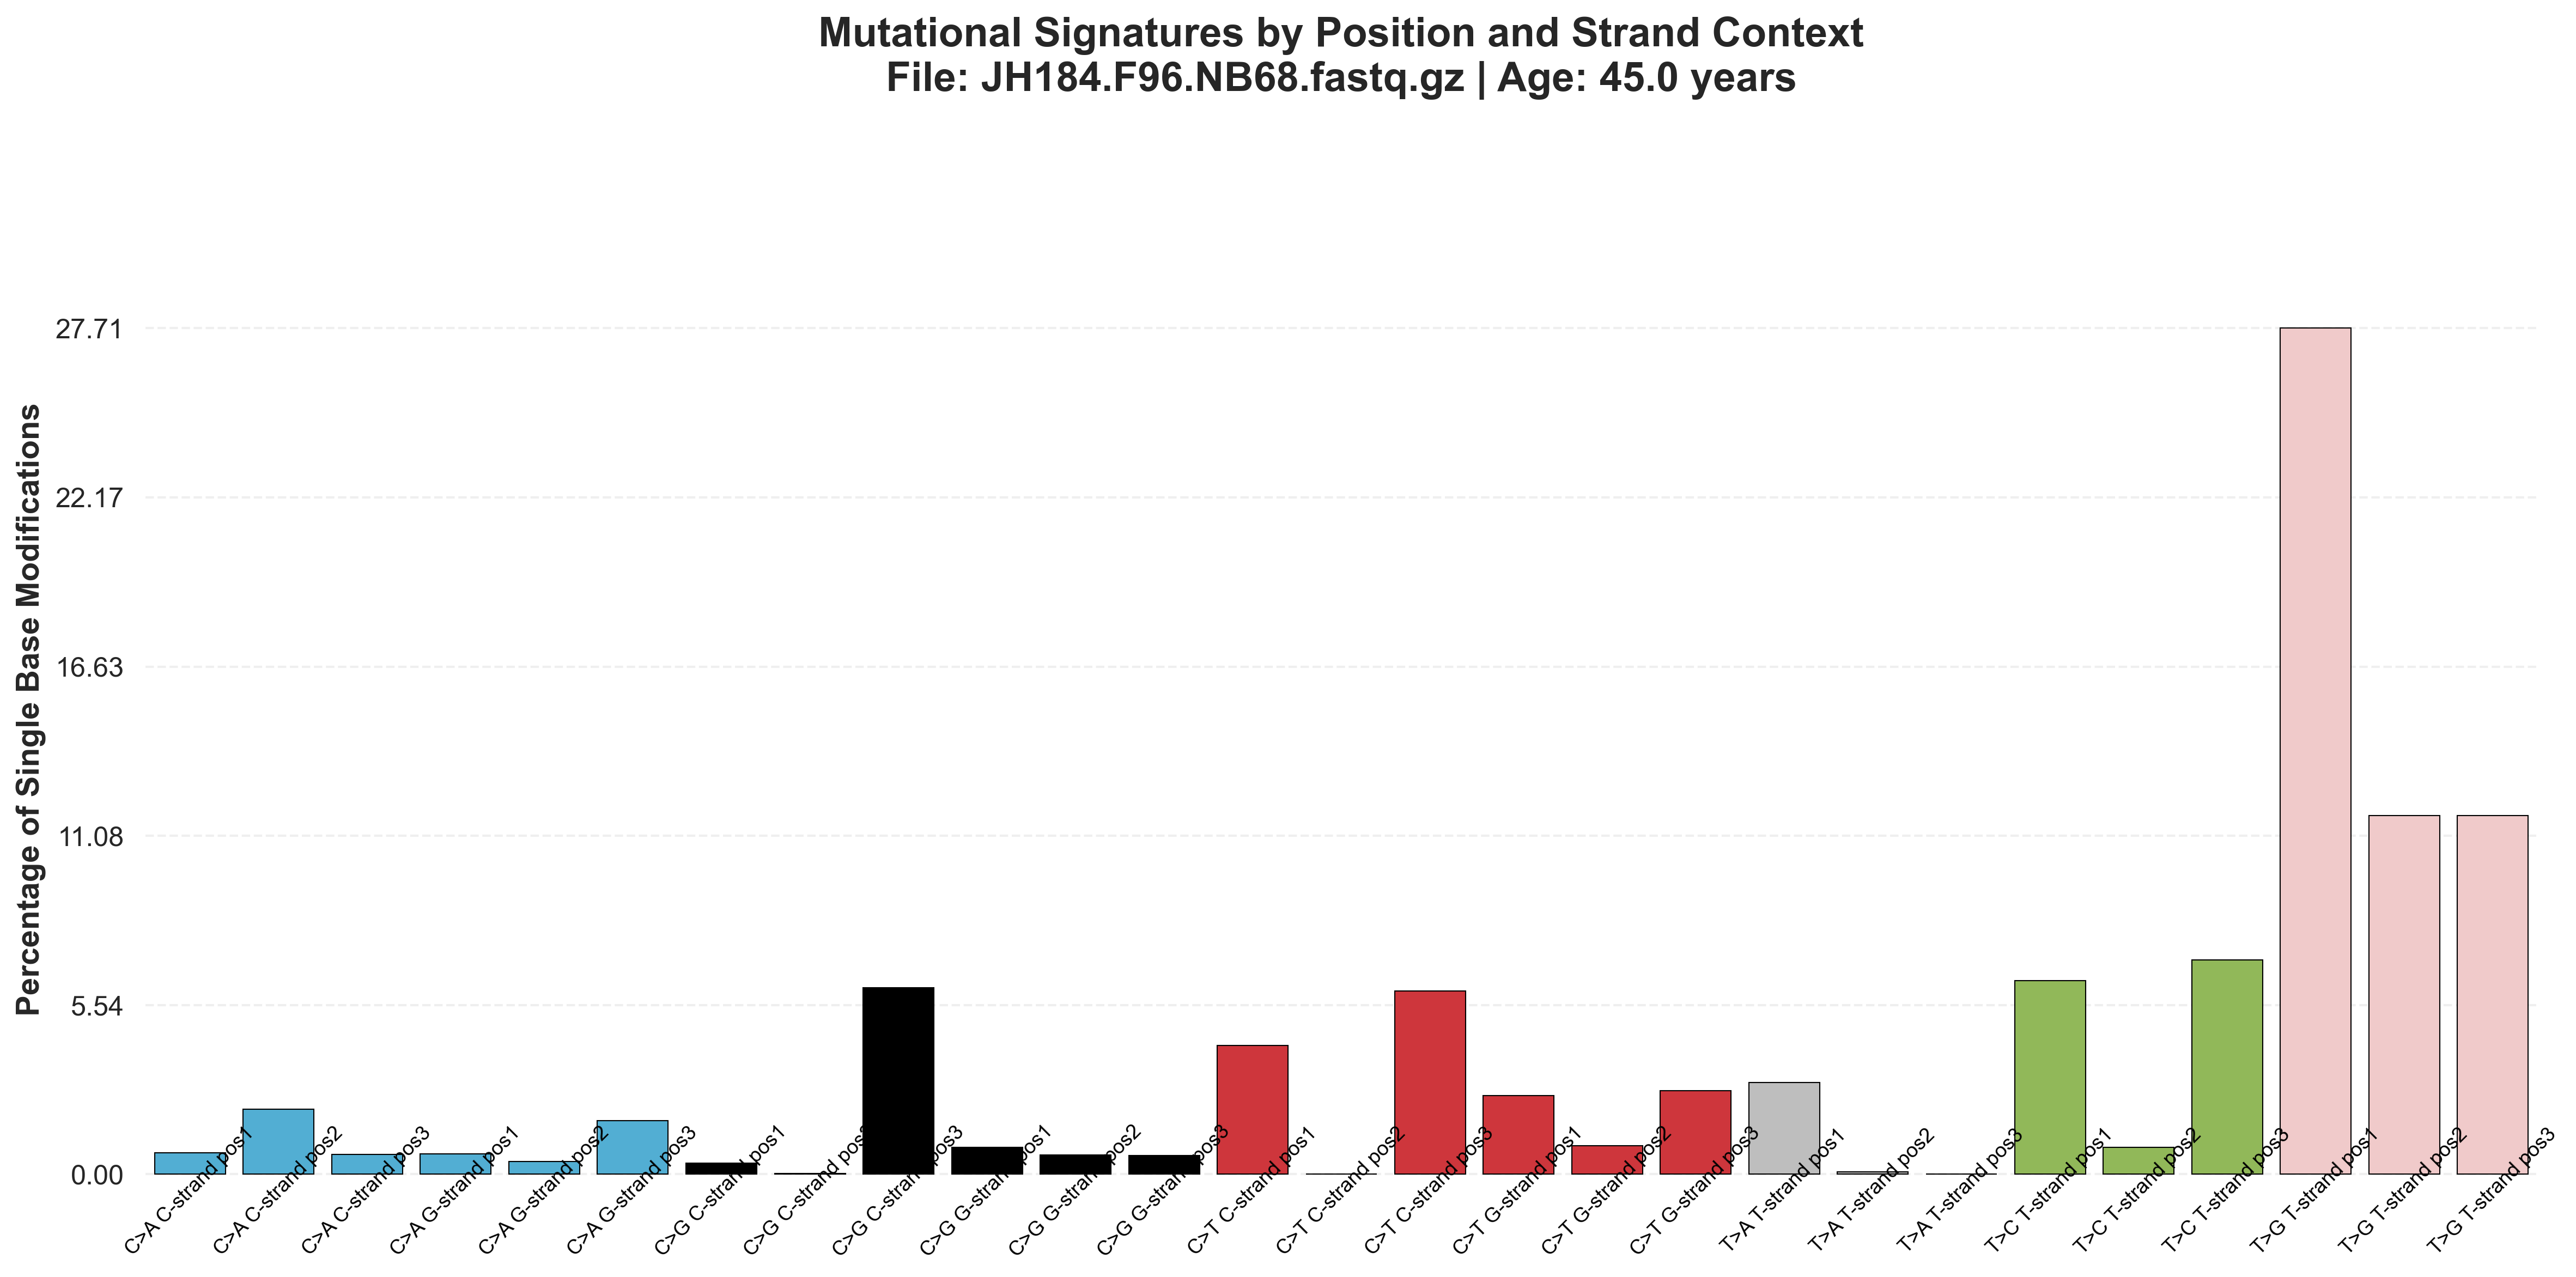 Mutational Signatures by Position and Strand Context
File: JH184.F96.NB68.fastq.gz | Age: 45.0 years
Percentage of Single Base Modifications
27.71
22.17
16.63
11.08
5.54
0.00
C>A C-strand pos1
C>A C-strand pos2
C>A C-strand pos3
C>A G-strand pos1
C>A G-strand pos2
C>A G-strand pos3
C>G C-strand pos1
C>G C-strand pos2
C>G C-strand pos3
C>G G-strand pos1
C>G G-strand pos2
C>G G-strand pos3
C>T C-strand pos1
C>T C-strand pos2
C>T C-strand pos3
C>T G-strand pos1
C>T G-strand pos2
C>T G-strand pos3
T>A T-strand pos1
T>A T-strand pos2
T>A T-strand pos3
T>C T-strand pos1
T>C T-strand pos2
T>C T-strand pos3
T>G T-strand pos1
T>G T-strand pos2
T>G T-strand pos3